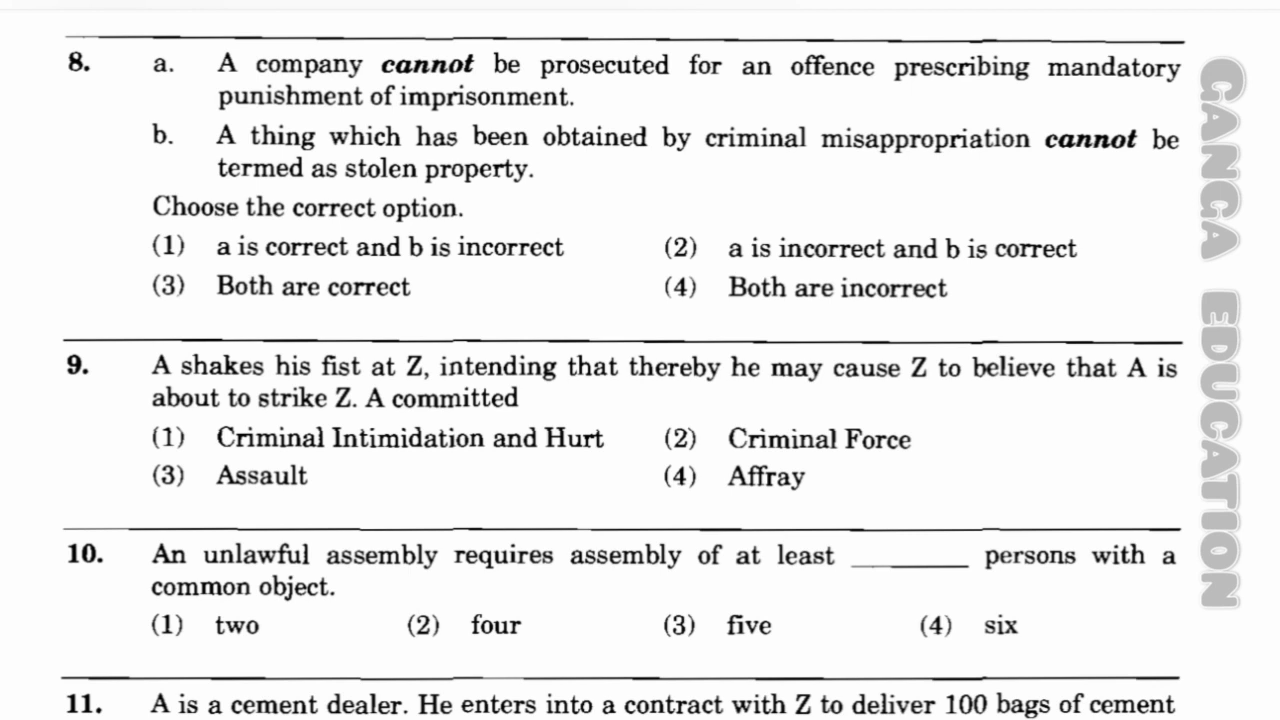 8. a. A company cannot be prosecuted for an offence prescribing mandatory
punishment of imprisonment.
b. A thing which has been obtained by criminal misappropriation cannot be
termed as stolen property.
Choose the correct option.
(1) a is correct and b is incorrect (2) a is incorrect and b is correct
(3) Both are correct (4) Both are incorrect
9. A shakes his fist at Z, intending that thereby he may cause Z to believe that A is
about to strike Z. A committed
(1) Criminal Intimidation and Hurt (2) Criminal Force
(3) Assault (4) Affray
10. An unlawful assembly requires assembly of at least ________ persons with a
common object.
(1) two (2) four (3) five (4) six
11. A is a cement dealer. He enters into a contract with Z to deliver 100 bags of cement
GANGA EDUCATION